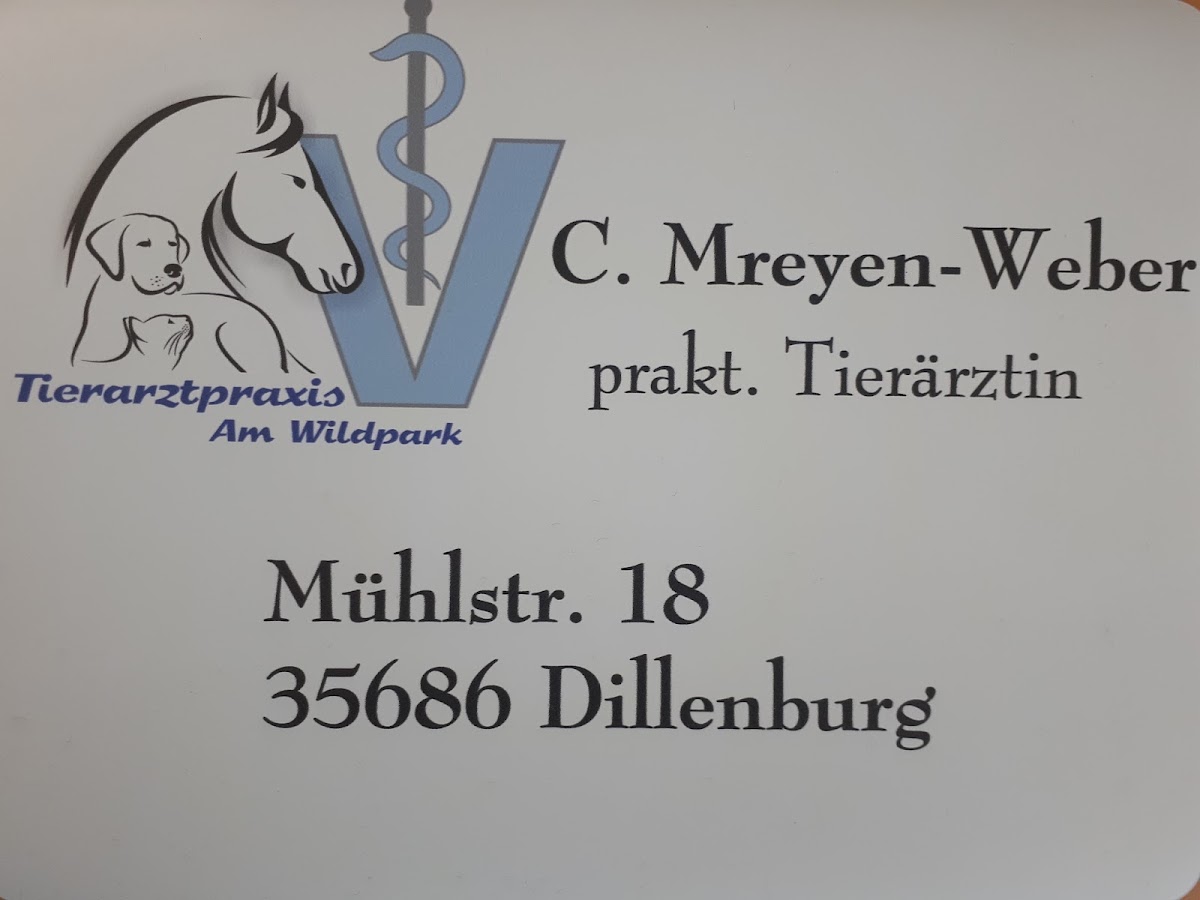 C. Mreyen-Weber
prakt. Tierärztin
Tierarztpraxis
Am Wildpark
Mühlstr. 18
35686 Dillenburg